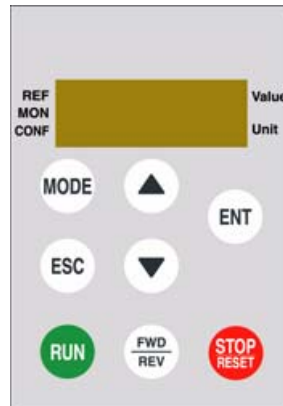 REF
Value
MON
CONF
Unit
MODE
ENT
ESC
RUN
FWD
REV
STOP
RESET